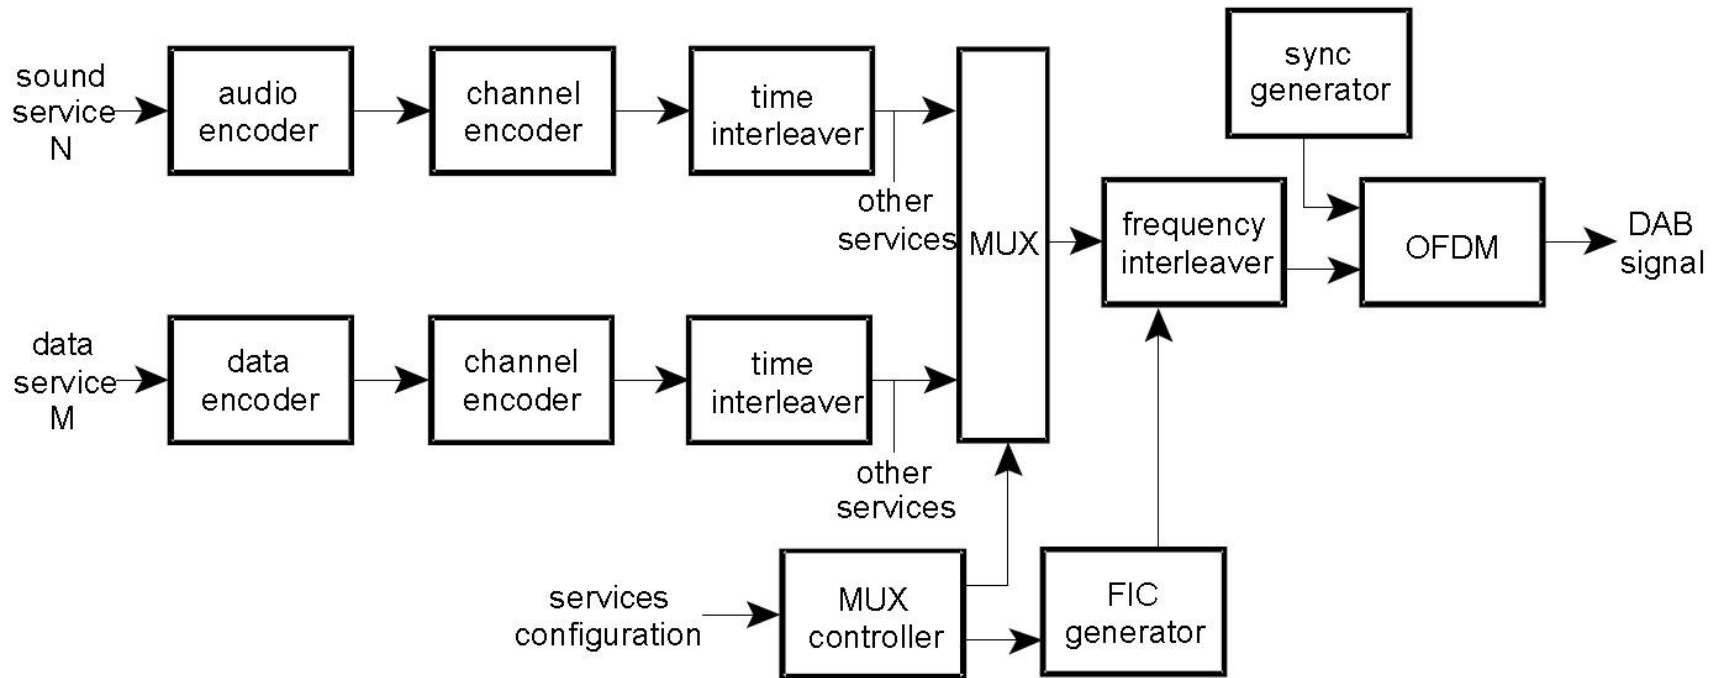 sync
generator
sound
service
N
audio
encoder
channel
encoder
time
interleaver
other
services
MUX
frequency
interleaver
OFDM
DAB
signal
data
service
M
data
encoder
channel
encoder
time
interleaver
other
services
services
configuration
MUX
controller
FIC
generator